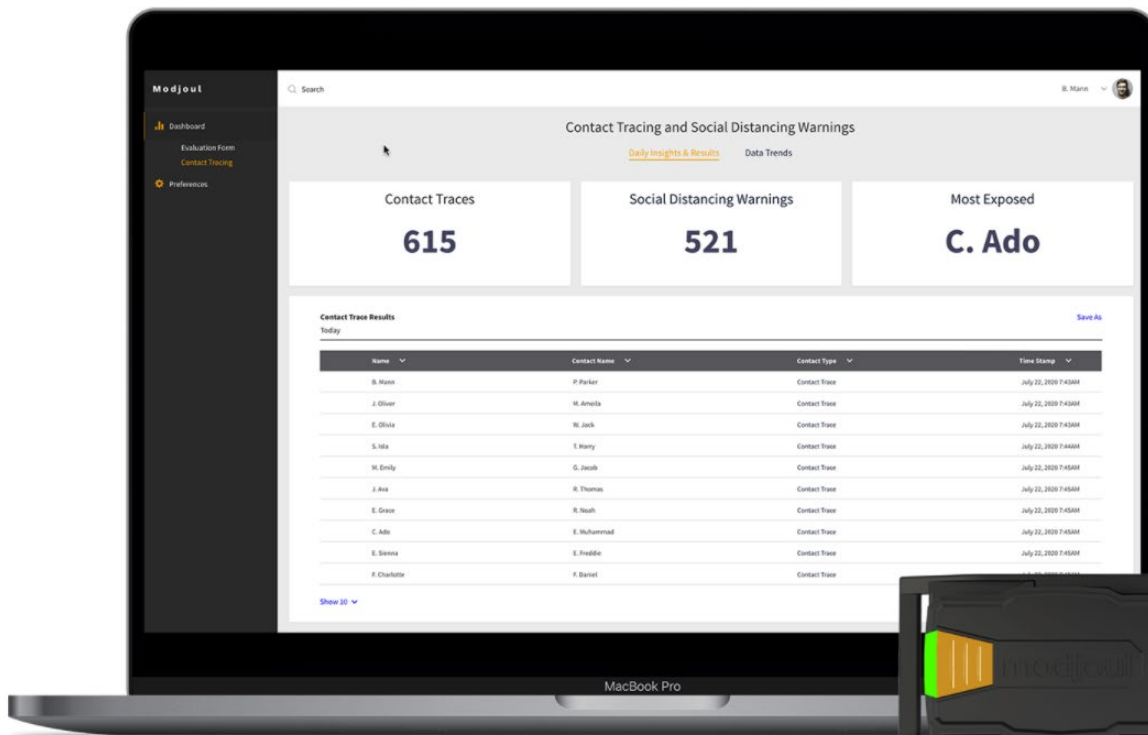 Modjoul
Search
B. Mann
Dashboard
Evaluation Form
Contact Tracing
Preferences
Contact Tracing and Social Distancing Warnings
Daily Insights & Results Data Trends
Contact Traces Social Distancing Warnings Most Exposed
615 521 C. Ado
Contact Trace Results Save As
Today
Name Contact Name Contact Type Time Stamp
B. Mann P. Parker Contact Trace July 22, 2020 7:43AM
J. Oliver M. Amoila Contact Trace July 22, 2020 7:43AM
E. Olivia W. Jack Contact Trace July 22, 2020 7:43AM
S. Isla T. Harry Contact Trace July 22, 2020 7:44AM
W. Emily G. Jacob Contact Trace July 22, 2020 7:45AM
J. Ava R. Thomas Contact Trace July 22, 2020 7:45AM
E. Grace R. Noah Contact Trace July 22, 2020 7:45AM
C. Ado E. Muhammad Contact Trace July 22, 2020 7:45AM
E. Sienna E. Freddie Contact Trace July 22, 2020 7:45AM
F. Charlotte F. Daniel Contact Trace
Show 10
modjoul
MacBook Pro